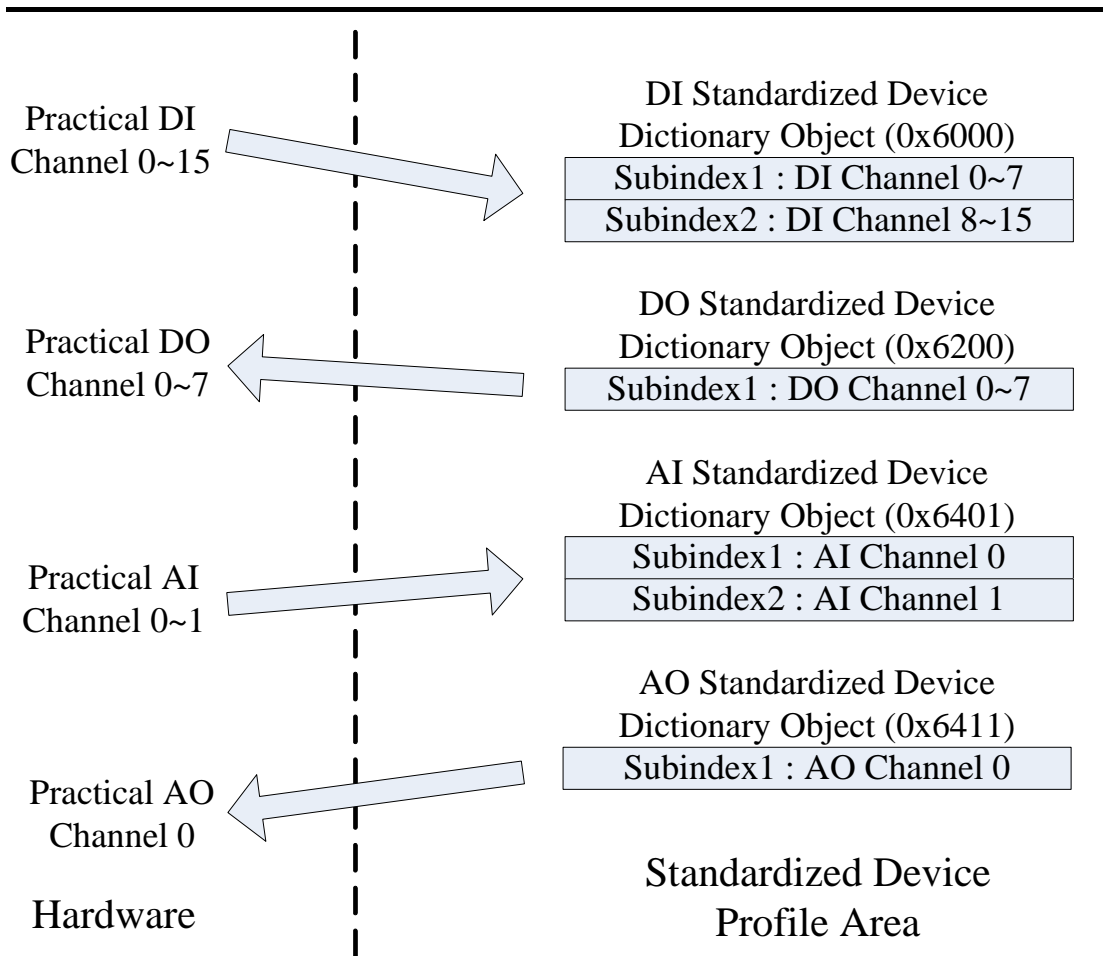 Practical DI
Channel 0~15
DI Standardized Device
Dictionary Object (0x6000)
Subindex1 : DI Channel 0~7
Subindex2 : DI Channel 8~15
Practical DO
Channel 0~7
DO Standardized Device
Dictionary Object (0x6200)
Subindex1 : DO Channel 0~7
Practical AI
Channel 0~1
AI Standardized Device
Dictionary Object (0x6401)
Subindex1 : AI Channel 0
Subindex2 : AI Channel 1
Practical AO
Channel 0
AO Standardized Device
Dictionary Object (0x6411)
Subindex1 : AO Channel 0
Hardware
Standardized Device
Profile Area